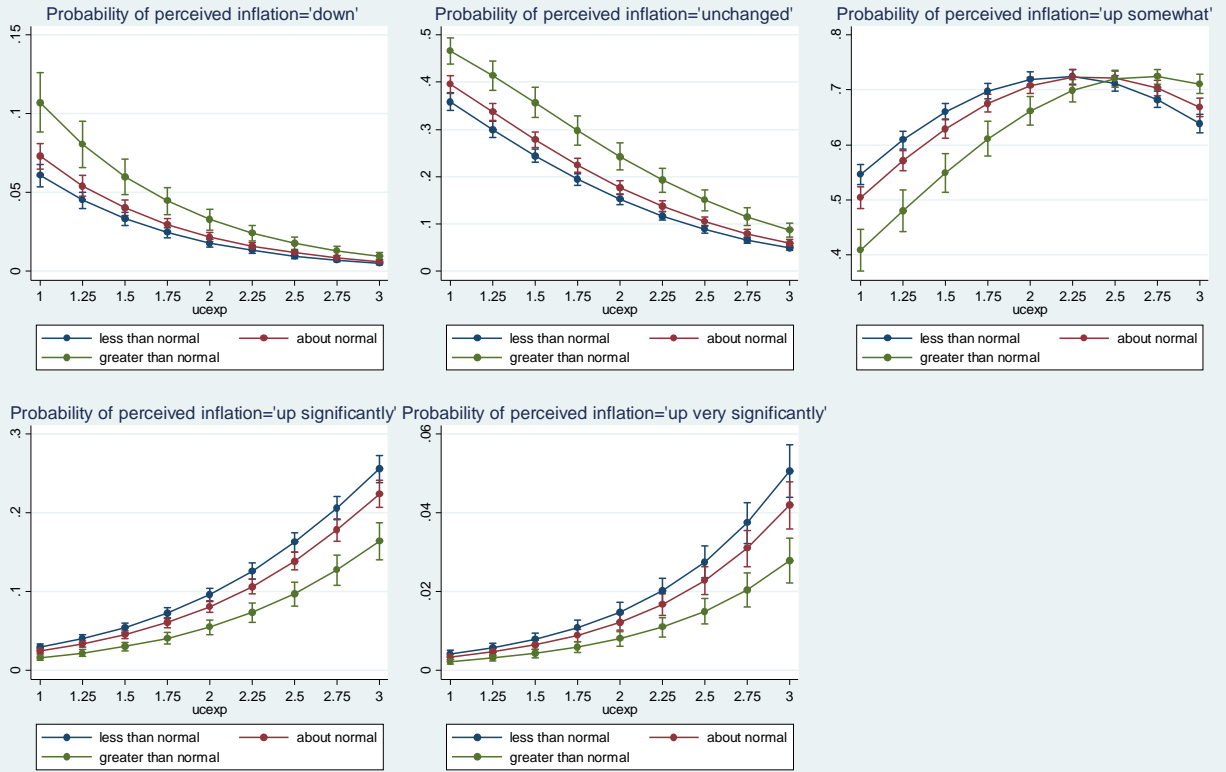 Probability of perceived inflation='down'
.15
.1
.05
0
1 1.25 1.5 1.75 2 2.25 2.5 2.75 3
ucexp
less than normal about normal
greater than normal
Probability of perceived inflation='unchanged'
.5
.4
.3
.2
.1
0
1 1.25 1.5 1.75 2 2.25 2.5 2.75 3
ucexp
less than normal about normal
greater than normal
Probability of perceived inflation='up somewhat'
.8
.7
.6
.5
.4
1 1.25 1.5 1.75 2 2.25 2.5 2.75 3
ucexp
less than normal about normal
greater than normal
Probability of perceived inflation='up significantly'
.3
.2
.1
0
1 1.25 1.5 1.75 2 2.25 2.5 2.75 3
ucexp
less than normal about normal
greater than normal
Probability of perceived inflation='up very significantly'
.06
.04
.02
0
1 1.25 1.5 1.75 2 2.25 2.5 2.75 3
ucexp
less than normal about normal
greater than normal